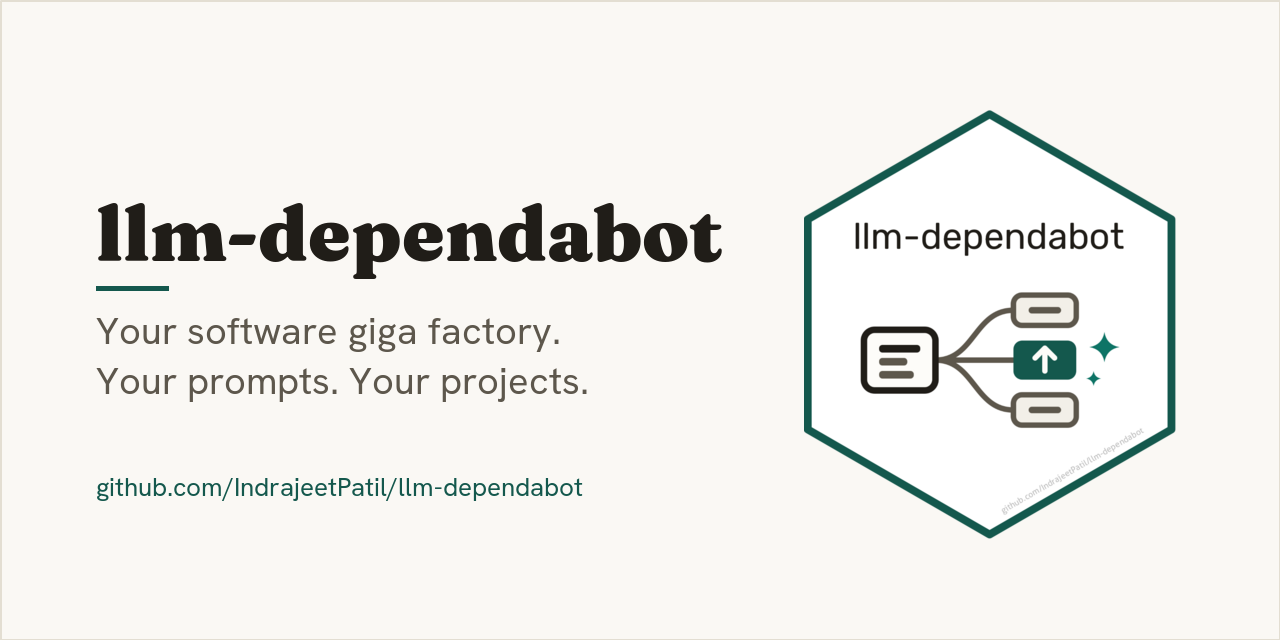 llm-dependabot
Your software giga factory.
Your prompts. Your projects.
github.com/IndrajeetPatil/llm-dependabot
llm-dependabot
github.com/IndrajeetPatil/llm-dependabot